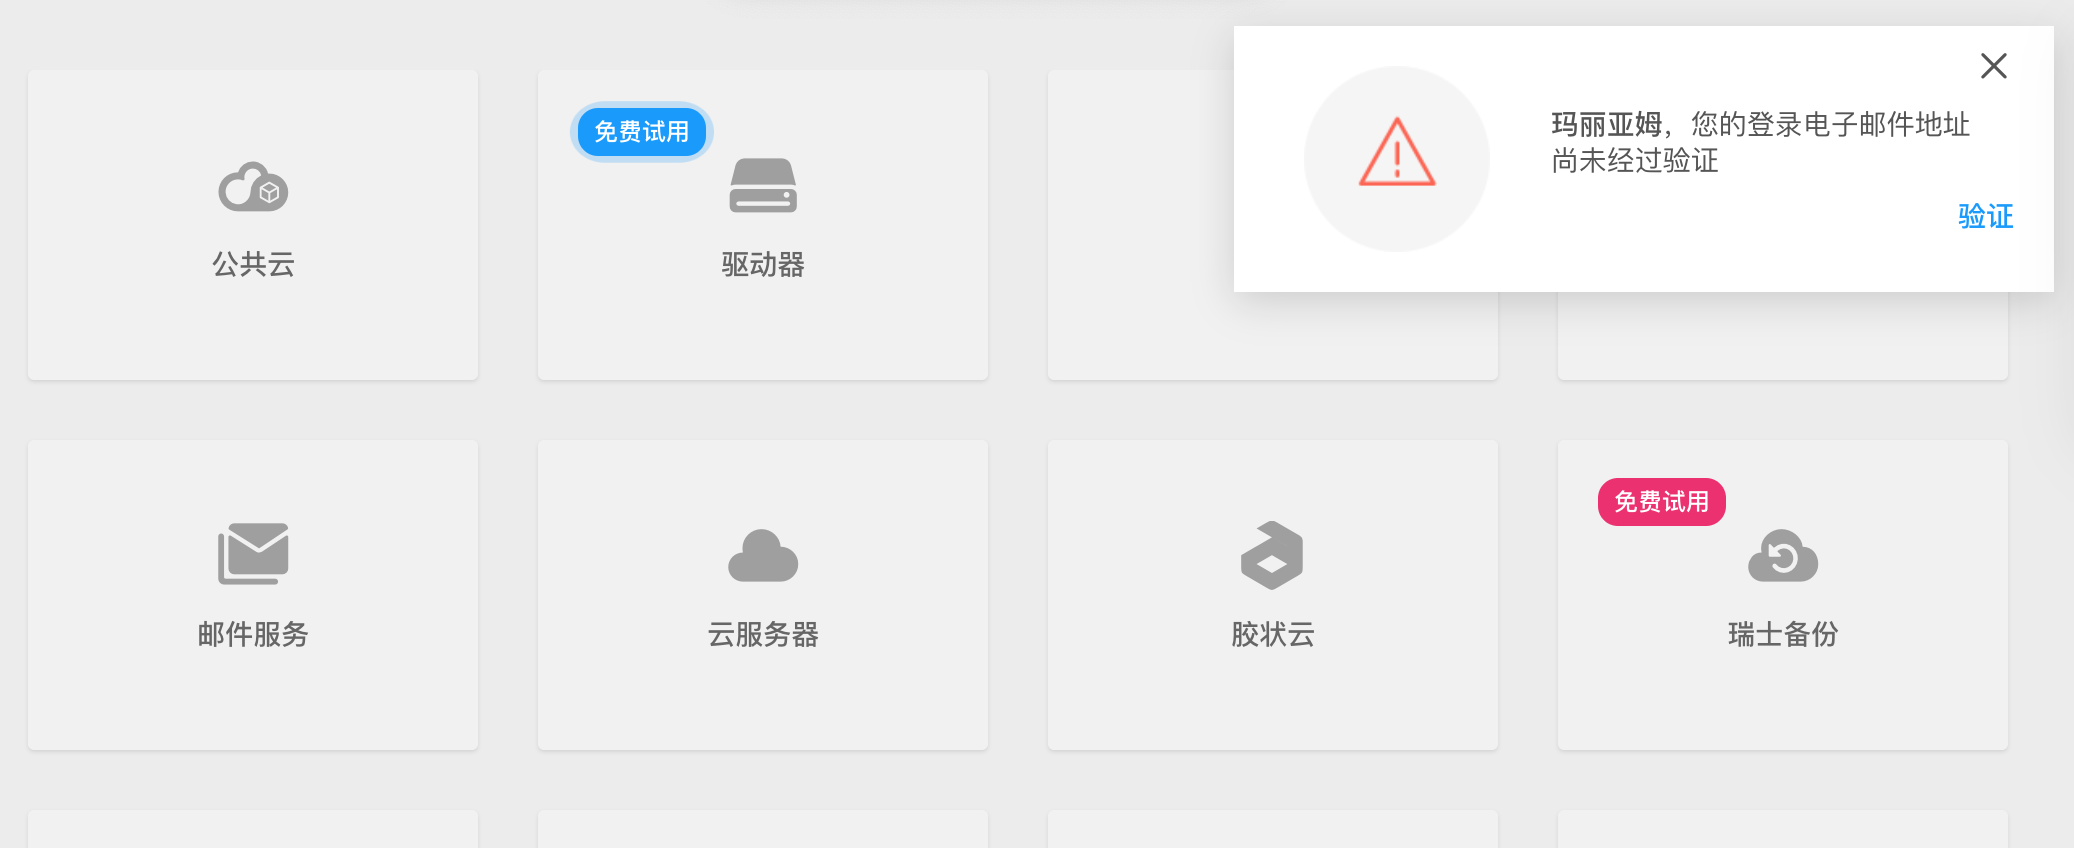 玛丽亚姆，您的登录电子邮件地址
尚未经过验证
验证
免费试用
公共云
驱动器
免费试用
邮件服务
云服务器
胶状云
瑞士备份